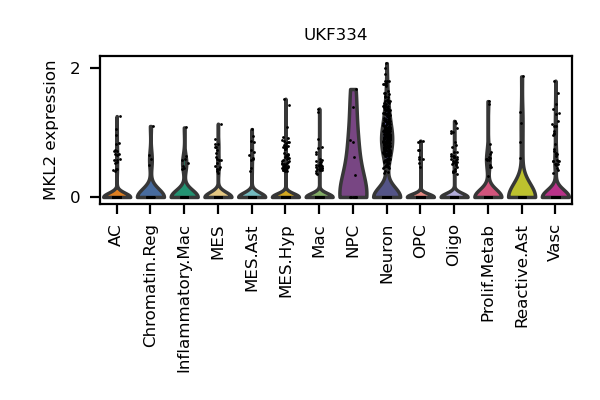 UKF334
MKL2 expression
2
0
AC
Chromatin.Reg
Inflammatory.Mac
MES
MES.Ast
MES.Hyp
Mac
NPC
Neuron
OPC
Oligo
Prolif.Metab
Reactive.Ast
Vasc